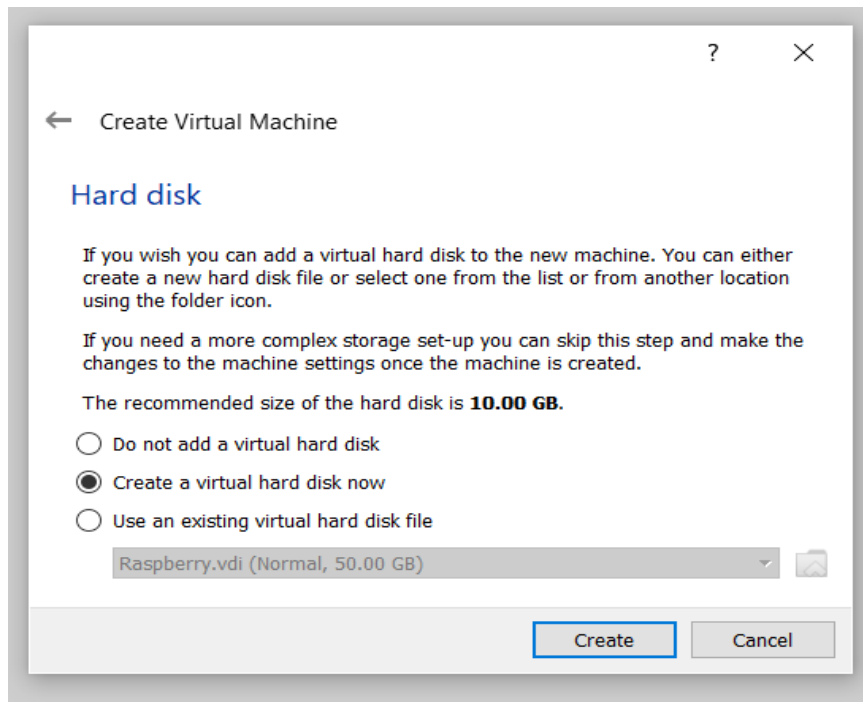 ?
Create Virtual Machine
Hard disk
If you wish you can add a virtual hard disk to the new machine. You can either
create a new hard disk file or select one from the list or from another location
using the folder icon.
If you need a more complex storage set-up you can skip this step and make the
changes to the machine settings once the machine is created.
The recommended size of the hard disk is 10.00 GB.
Do not add a virtual hard disk
Create a virtual hard disk now
Use an existing virtual hard disk file
Raspberry.vdi (Normal, 50.00 GB)
Create Cancel